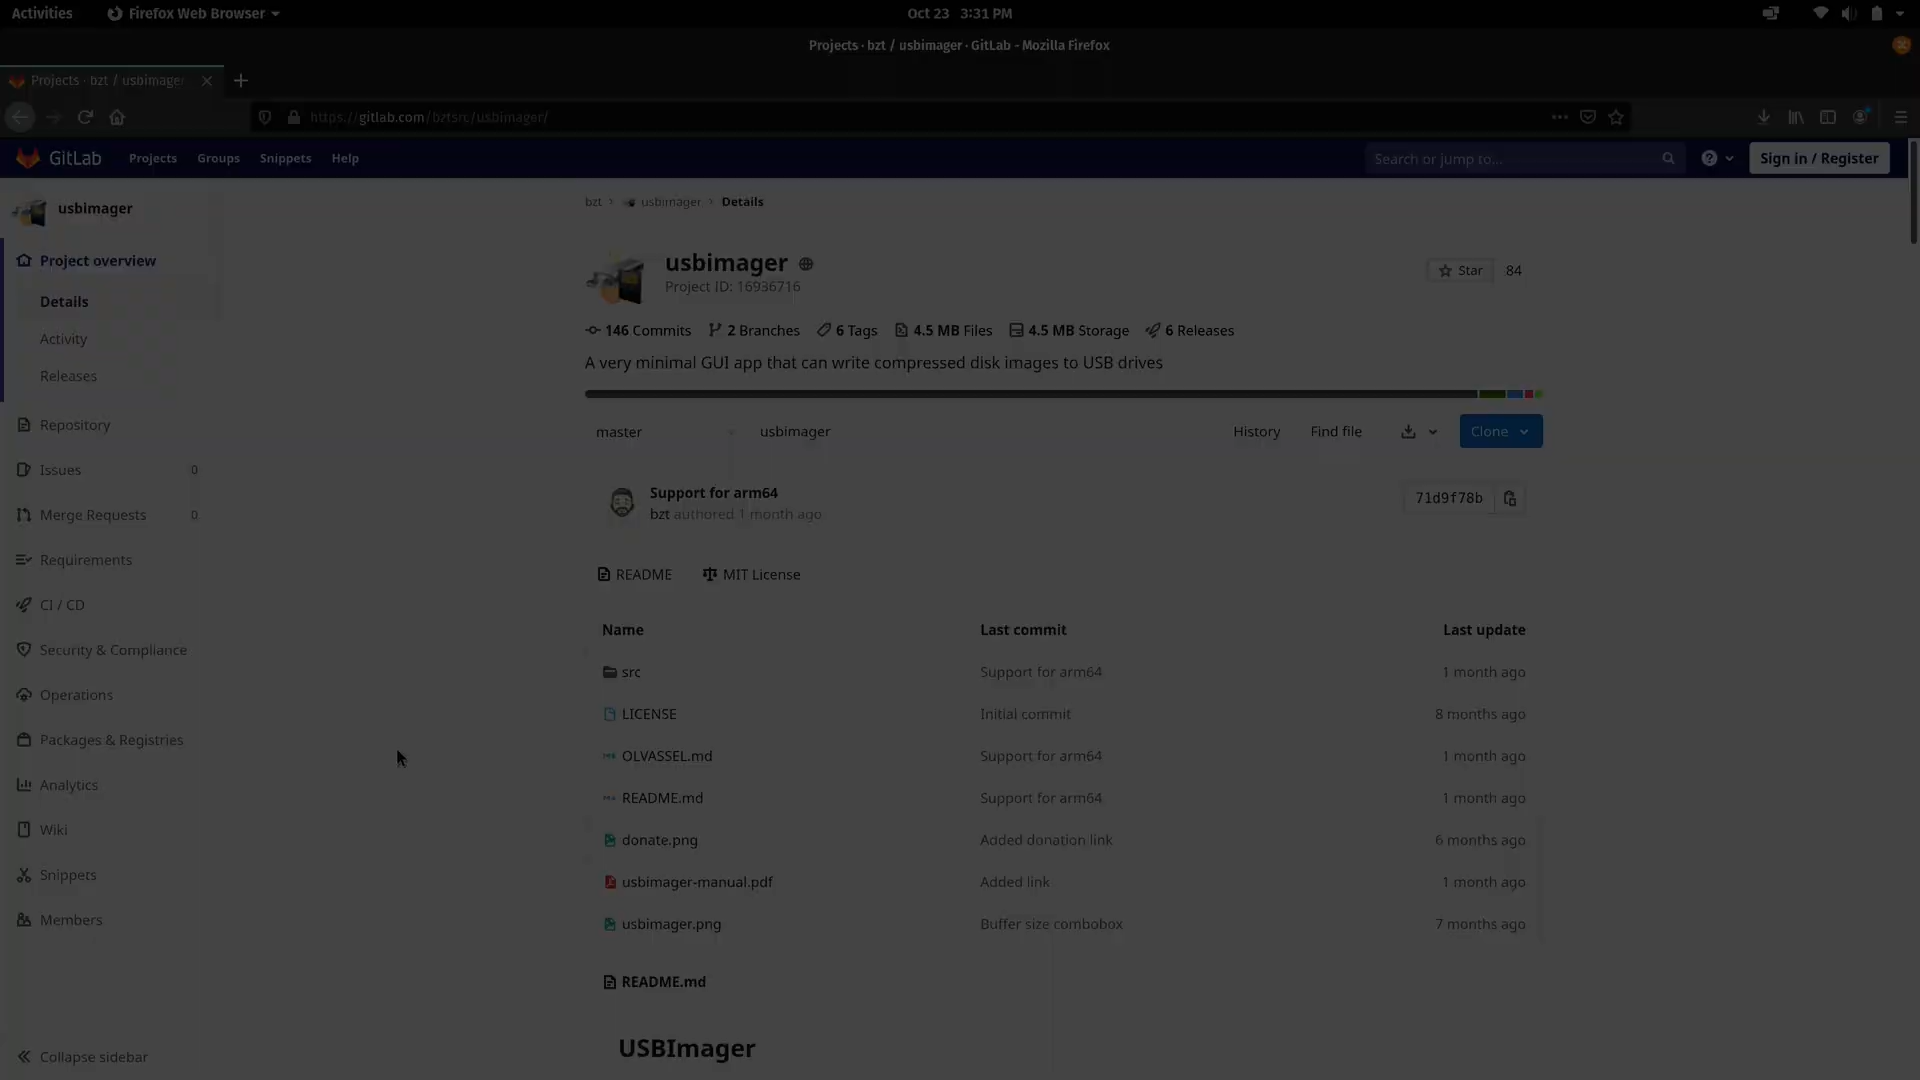 Activities
Firefox Web Browser
Oct 23 3:31 PM
Projects · bzt / usbimager · GitLab - Mozilla Firefox
Projects · bzt / usbimager
https://gitlab.com/bztsrc/usbimager/
GitLab
Projects
Groups
Snippets
Help
Search or jump to...
Sign in / Register
usbimager
Project overview
Details
Activity
Releases
Repository
Issues 0
Merge Requests 0
Requirements
CI / CD
Security & Compliance
Operations
Packages & Registries
Analytics
Wiki
Snippets
Members
Collapse sidebar
bzt › usbimager › Details
usbimager
Project ID: 16936716
Star 84
146 Commits 2 Branches 6 Tags 4.5 MB Files 4.5 MB Storage 6 Releases
A very minimal GUI app that can write compressed disk images to USB drives
master usbimager History Find file Clone
Support for arm64
bzt authored 1 month ago
71d9f78b
README MIT License
Name Last commit Last update
src Support for arm64 1 month ago
LICENSE Initial commit 8 months ago
OLVASSEL.md Support for arm64 1 month ago
README.md Support for arm64 1 month ago
donate.png Added donation link 6 months ago
usbimager-manual.pdf Added link 1 month ago
usbimager.png Buffer size combobox 7 months ago
README.md
USBImager